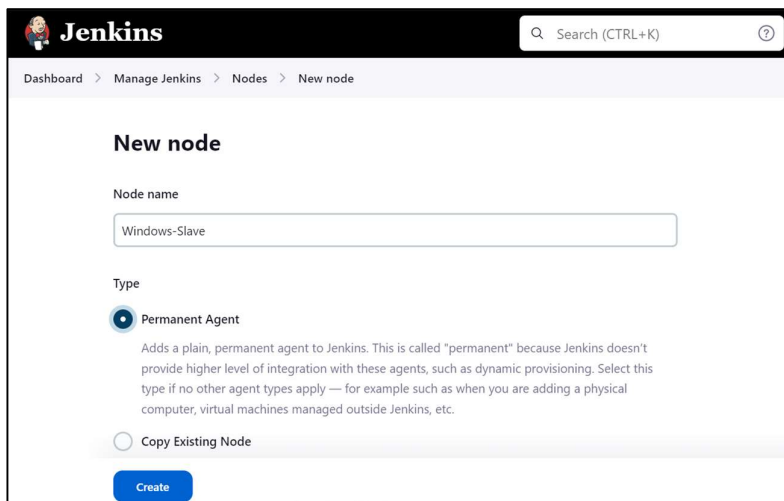 Jenkins
Search (CTRL+K)
?
Dashboard > Manage Jenkins > Nodes > New node
New node
Node name
Windows-Slave
Type
Permanent Agent
Adds a plain, permanent agent to Jenkins. This is called "permanent" because Jenkins doesn't
provide higher level of integration with these agents, such as dynamic provisioning. Select this
type if no other agent types apply — for example such as when you are adding a physical
computer, virtual machines managed outside Jenkins, etc.
Copy Existing Node
Create